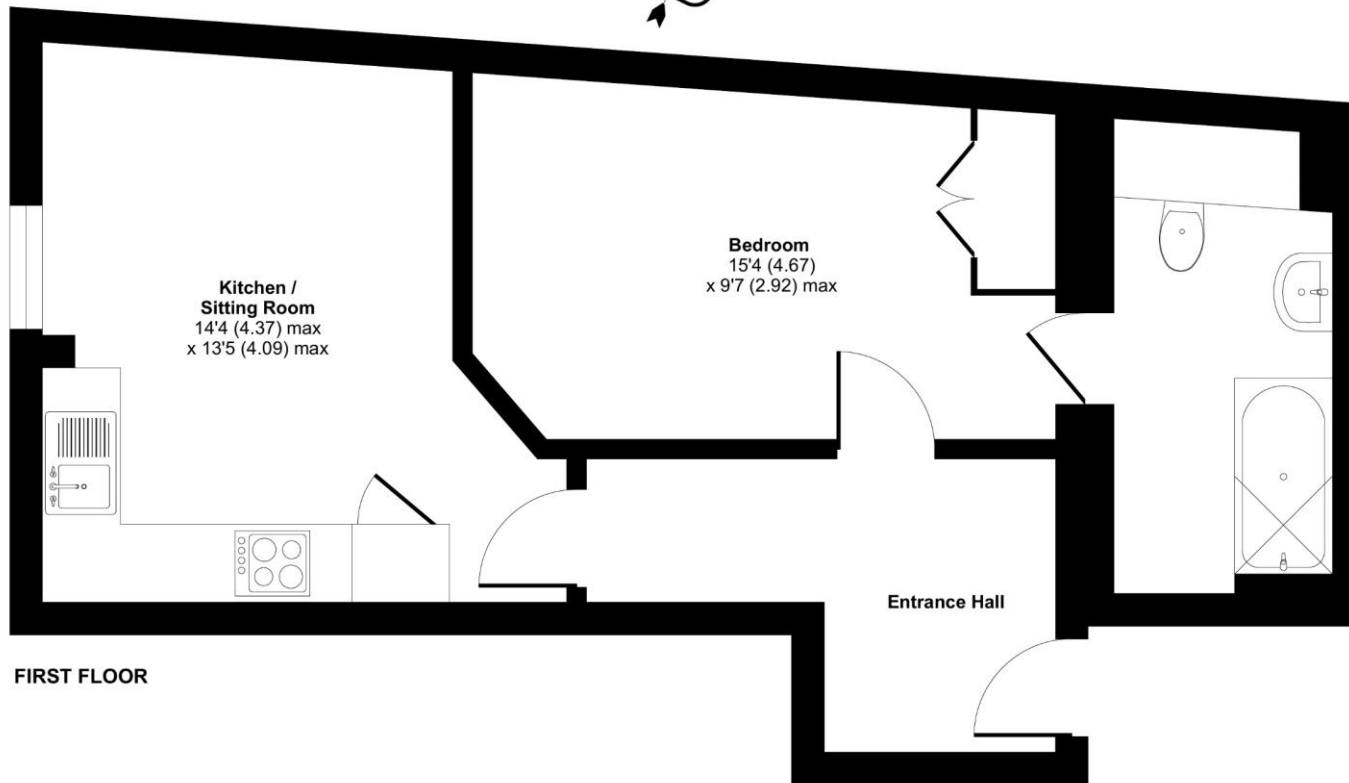 Kitchen /
Sitting Room
14'4 (4.37) max
x 13'5 (4.09) max
Bedroom
15'4 (4.67)
x 9'7 (2.92) max
Entrance Hall
FIRST FLOOR